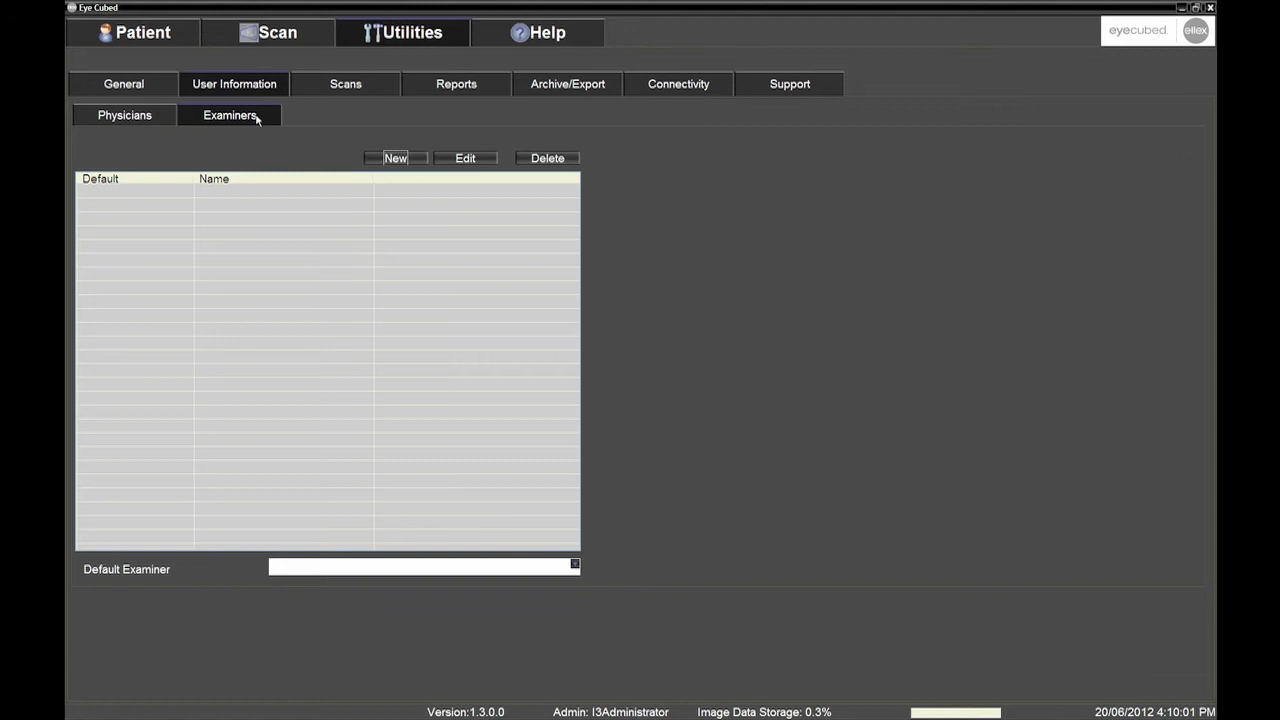 Eye Cubed
Patient Scan Utilities Help
eyecubed ellex
General User Information Scans Reports Archive/Export Connectivity Support
Physicians Examiners
New Edit Delete
Default Name
Default Examiner
Version:1.3.0.0 Admin: I3Administrator Image Data Storage: 0.3% 20/06/2012 4:10:01 PM